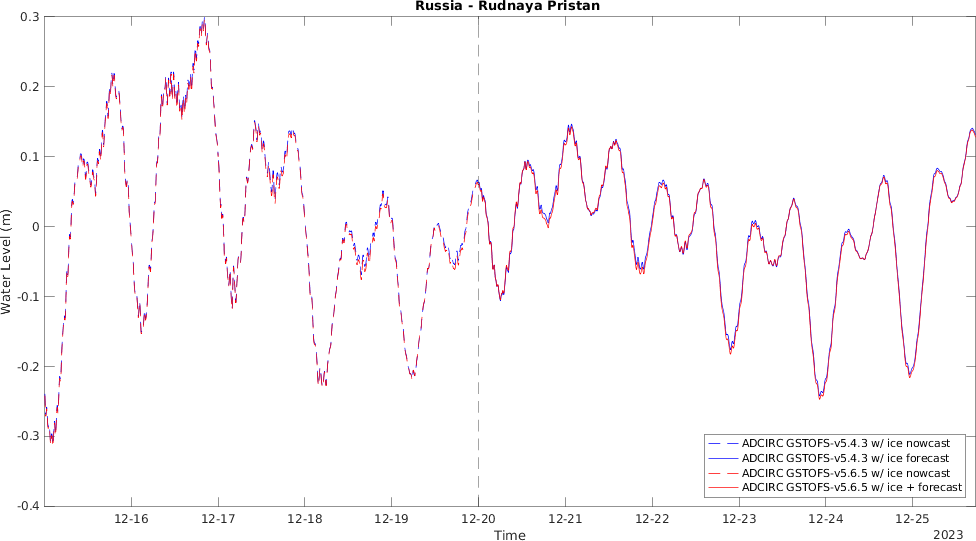 Russia - Rudnaya Pristan
0.3
0.2
0.1
0
-0.1
-0.2
-0.3
-0.4
Water Level (m)
12-16 12-17 12-18 12-19 12-20 12-21 12-22 12-23 12-24 12-25
Time
2023
ADCIRC GSTOFS-v5.4.3 w/ ice nowcast
ADCIRC GSTOFS-v5.4.3 w/ ice forecast
ADCIRC GSTOFS-v5.6.5 w/ ice nowcast
ADCIRC GSTOFS-v5.6.5 w/ ice + forecast